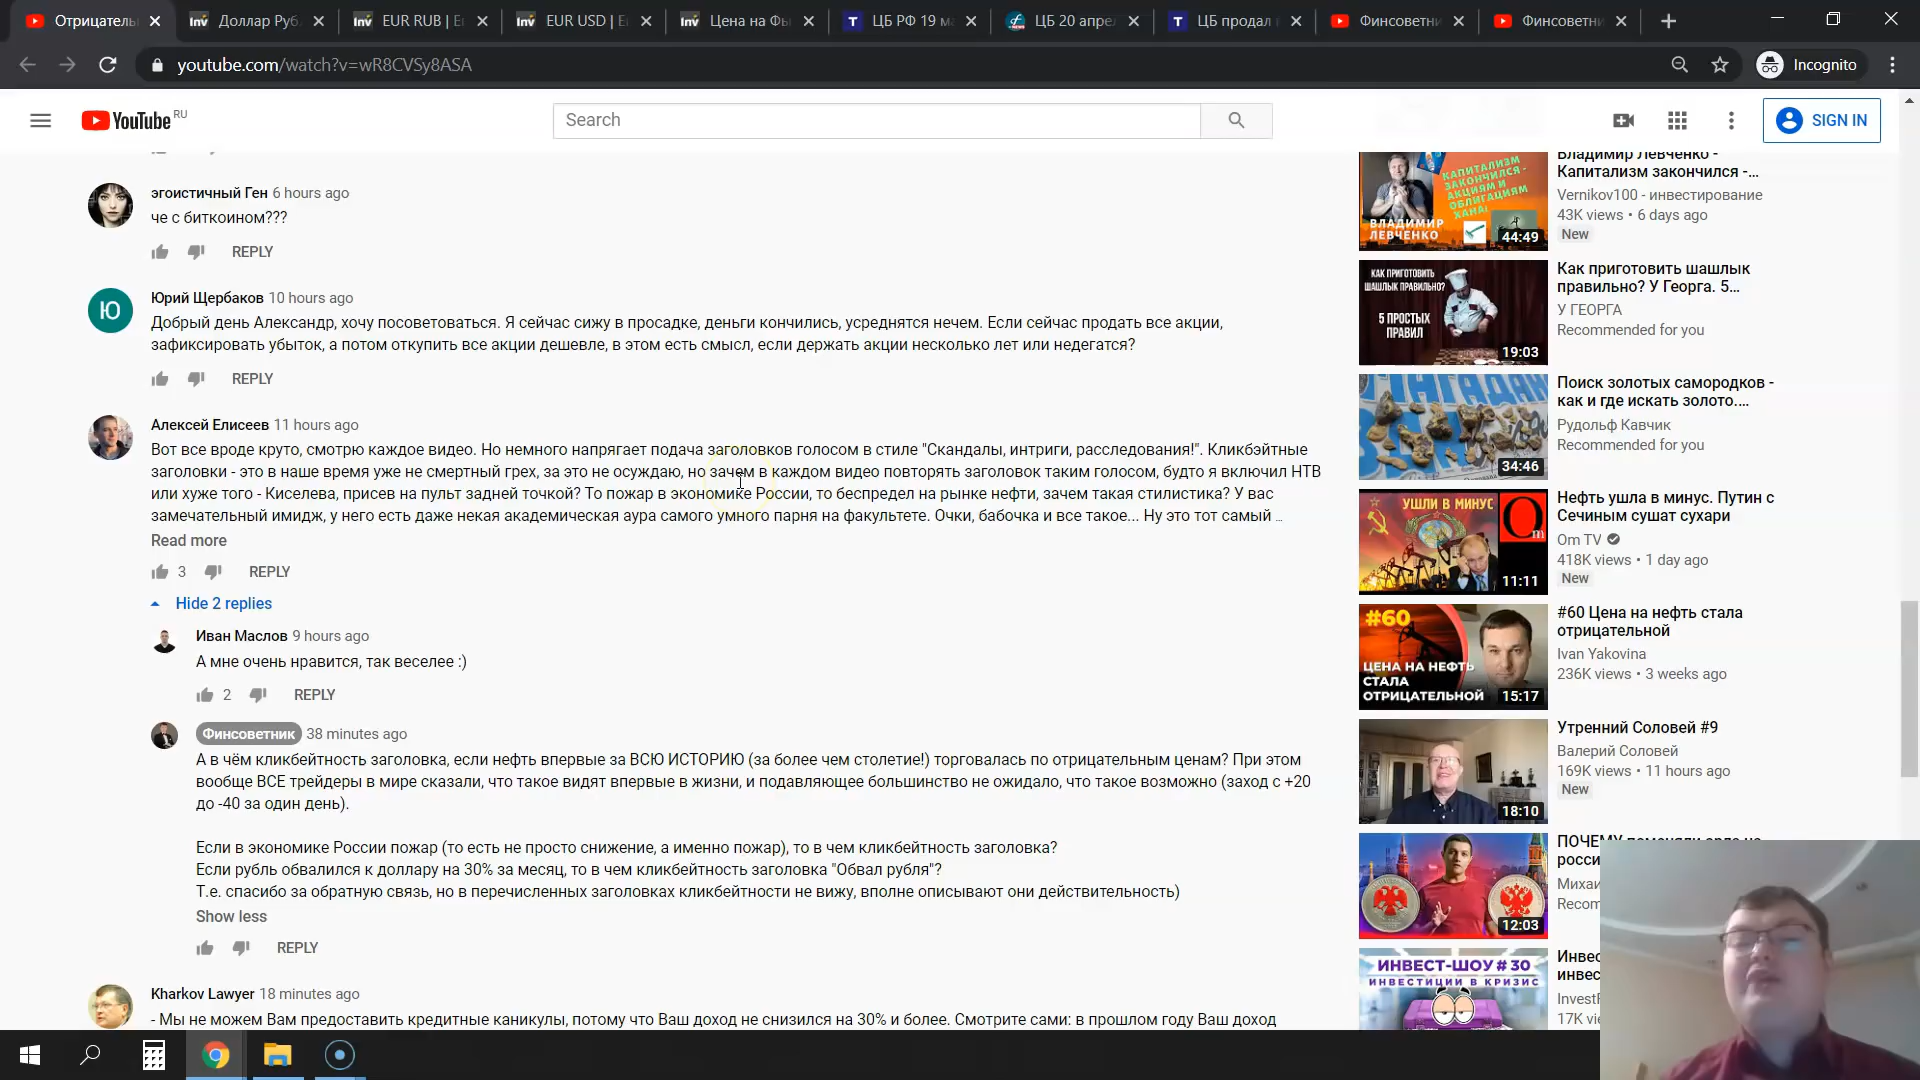 Отрицатель
Доллар Руб
EUR RUB | E
EUR USD | E
Цена на Фь
ЦБ РФ 19 м
ЦБ 20 апре
ЦБ продал
Финсоветни
Финсоветни
youtube.com/watch?v=wR8CVSy8ASA
Incognito
YouTube RU
Search
SIGN IN
эгоистичный Ген 6 hours ago
че с биткоином???
REPLY
Юрий Щербаков 10 hours ago
Добрый день Александр, хочу посоветоваться. Я сейчас сижу в просадке, деньги кончились, усреднятся нечем. Если сейчас продать все акции,
зафиксировать убыток, а потом откупить все акции дешевле, в этом есть смысл, если держать акции несколько лет или недегатся?
REPLY
Алексей Елисеев 11 hours ago
Вот все вроде круто, смотрю каждое видео. Но немного напрягает подача заголовков голосом в стиле "Скандалы, интриги, расследования!". Кликбэйтные
заголовки - это в наше время уже не смертный грех, за это не осуждаю, но зачем в каждом видео повторять заголовок таким голосом, будто я включил НТВ
или хуже того - Киселева, присев на пульт задней точкой? То пожар в экономике России, то беспредел на рынке нефти, зачем такая стилистика? У вас
замечательный имидж, у него есть даже некая академическая аура самого умного парня на факультете. Очки, бабочка и все такое... Ну это тот самый ...
Read more
3 REPLY
Hide 2 replies
Иван Маслов 9 hours ago
А мне очень нравится, так веселее :)
2 REPLY
Финсоветник 38 minutes ago
А в чём кликбейтность заголовка, если нефть впервые за ВСЮ ИСТОРИЮ (за более чем столетие!) торговалась по отрицательным ценам? При этом
вообще ВСЕ трейдеры в мире сказали, что такое видят впервые в жизни, и подавляющее большинство не ожидало, что такое возможно (заход с +20
до -40 за один день).
Если в экономике России пожар (то есть не просто снижение, а именно пожар), то в чем кликбейтность заголовка?
Если рубль обвалился к доллару на 30% за месяц, то в чем кликбейтность заголовка "Обвал рубля"?
Т.е. спасибо за обратную связь, но в перечисленных заголовках кликбейтности не вижу, вполне описывают они действительность)
Show less
REPLY
Kharkov Lawyer 18 minutes ago
- Мы не можем Вам предоставить кредитные каникулы, потому что Ваш доход не снизился на 30% и более. Смотрите сами: в прошлом году Ваш доход
КАПИТАЛИЗМ
ЗАКОНЧИЛСЯ -
АКЦИЯМ И
ОБЛИГАЦИЯМ
ХАНА!
ВЛАДИМИР
ЛЕВЧЕНКО
44:49
Владимир Левченко -
Капитализм закончился -...
Vernikov100 - инвестирование
43K views • 6 days ago
New
КАК ПРИГОТОВИТЬ
ШАШЛЫК ПРАВИЛЬНО?
5 ПРОСТЫХ
ПРАВИЛ
19:03
Как приготовить шашлык
правильно? У Георга. 5...
У ГЕОРГА
Recommended for you
34:46
Поиск золотых самородков -
как и где искать золото....
Рудольф Кавчик
Recommended for you
УШЛИ В МИНУС
Om
11:11
Нефть ушла в минус. Путин с
Сечиным сушат сухари
Om TV
418K views • 1 day ago
New
#60
ЦЕНА НА НЕФТЬ
СТАЛА
ОТРИЦАТЕЛЬНОЙ
15:17
#60 Цена на нефть стала
отрицательной
Ivan Yakovina
236K views • 3 weeks ago
18:10
Утренний Соловей #9
Валерий Соловей
169K views • 11 hours ago
New
12:03
росси
Михаи
Recom
ИНВЕСТ-ШОУ # 30
ИНВЕСТИЦИИ В КРИЗИС
Инвес
инвес
InvestF
17K vi